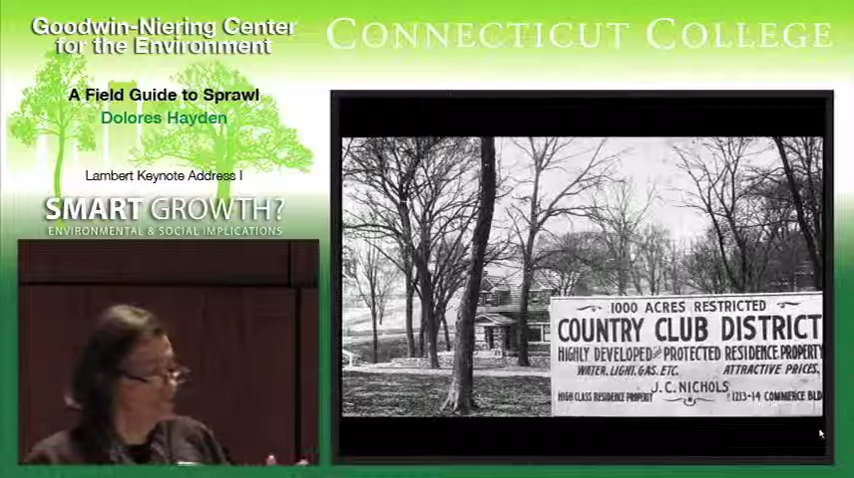 Goodwin-Niering Center
for the Environment
CONNECTICUT COLLEGE
A Field Guide to Sprawl
Dolores Hayden
Lambert Keynote Address I
SMART GROWTH?
ENVIRONMENTAL & SOCIAL IMPLICATIONS
1000 ACRES RESTRICTED
COUNTRY CLUB DISTRICT
HIGHLY DEVELOPED AND PROTECTED RESIDENCE PROPERTY
WATER, LIGHT, GAS, ETC. ATTRACTIVE PRICES,
J.C. NICHOLS
HIGH CLASS RESIDENCE PROPERTY 1213-14 COMMERCE BLD